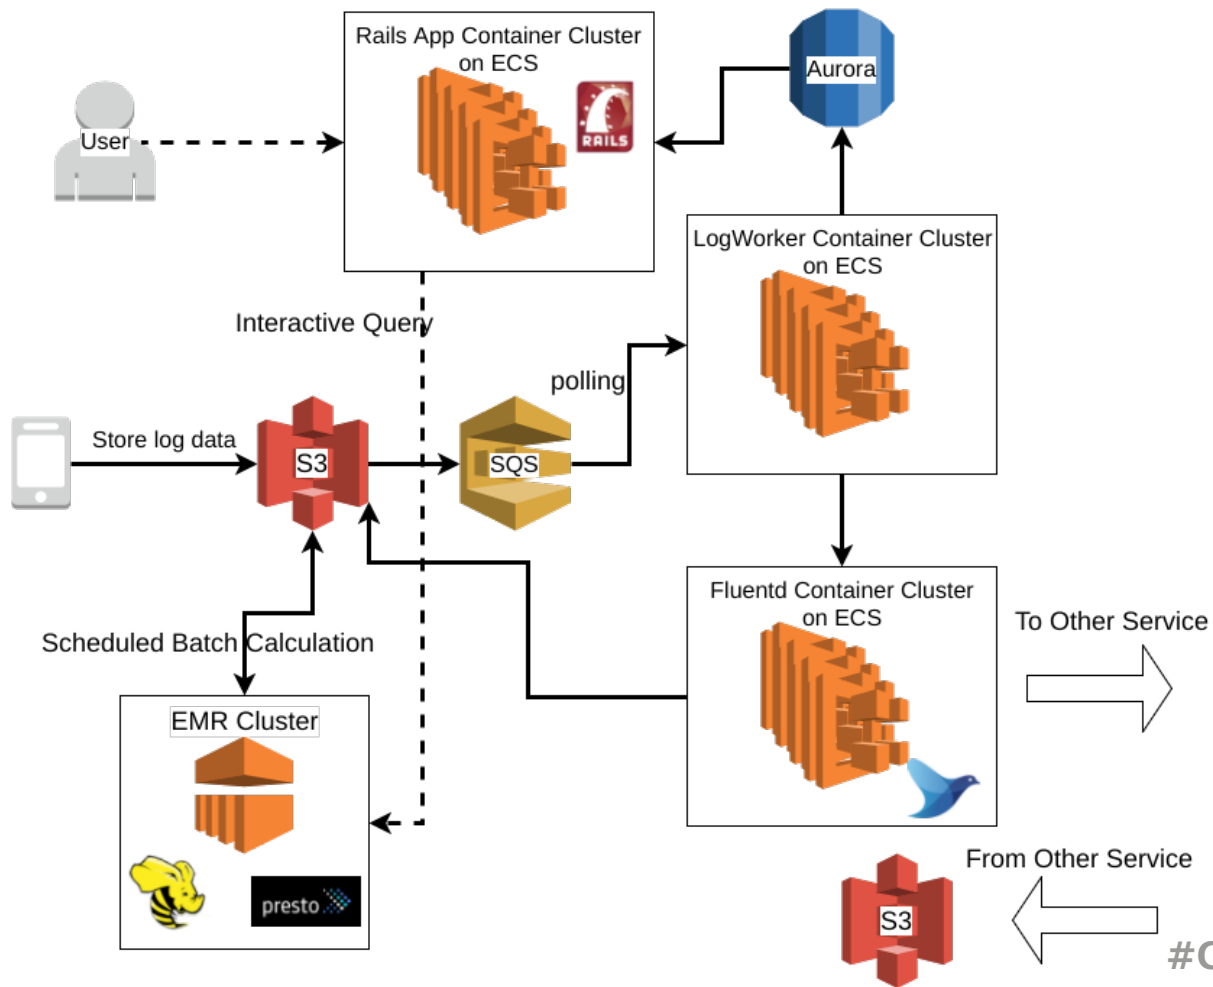 Rails App Container Cluster
on ECS
RAILS
Aurora
User
LogWorker Container Cluster
on ECS
Interactive Query
polling
Store log data
S3
SQS
Fluentd Container Cluster
on ECS
To Other Service
Scheduled Batch Calculation
EMR Cluster
presto
From Other Service
S3